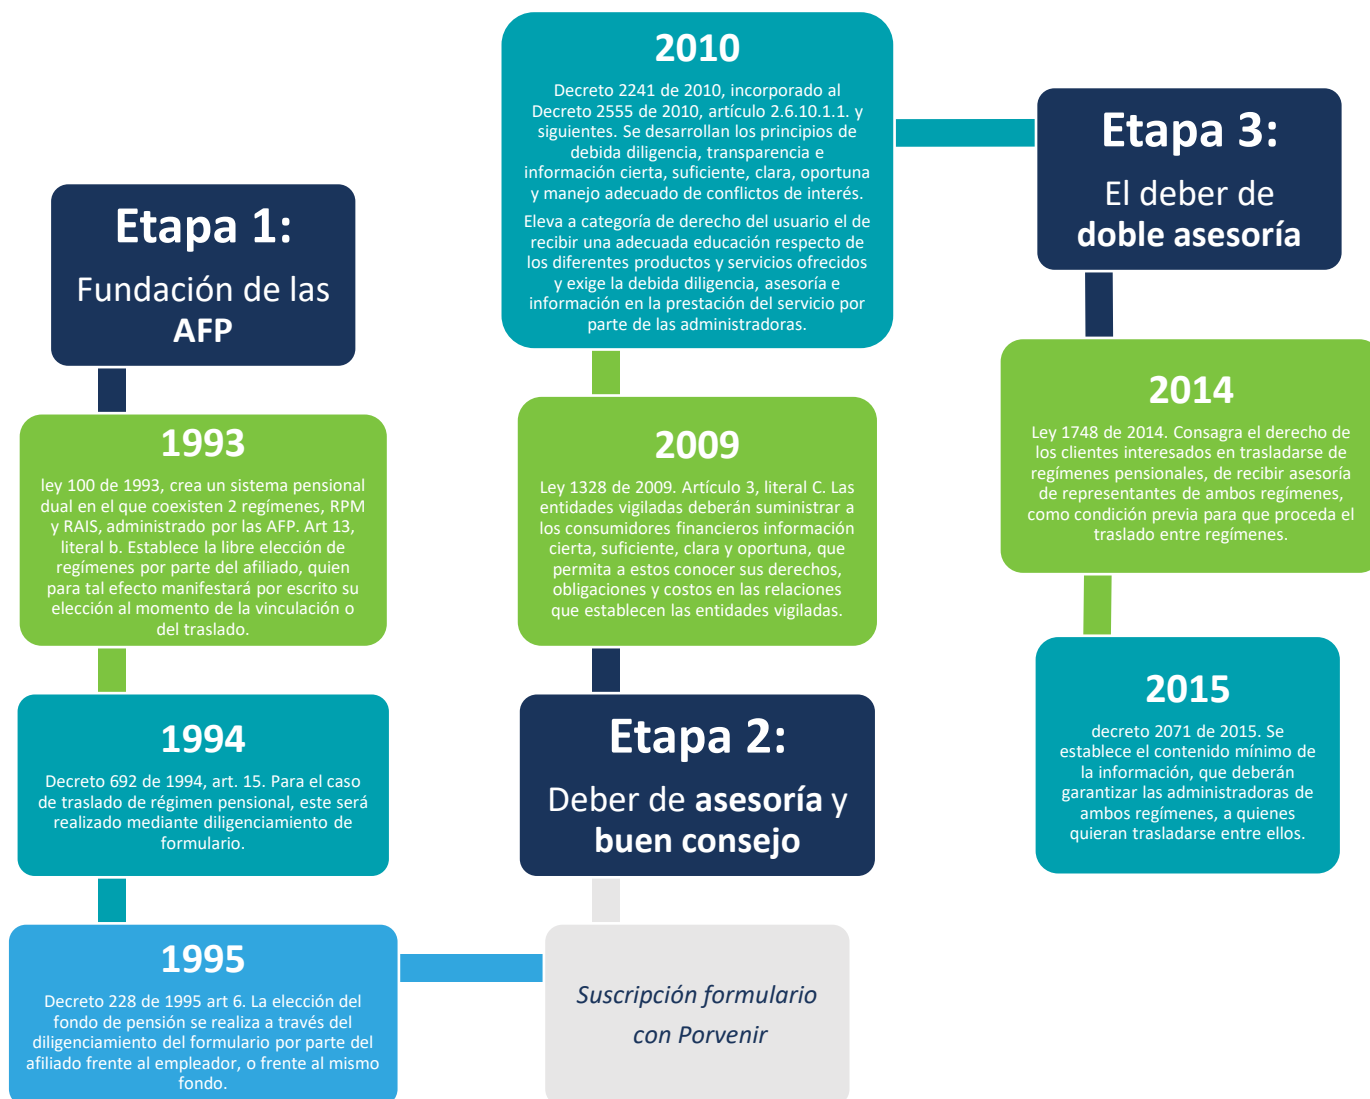 Etapa 1:
Fundación de las
AFP
1993
ley 100 de 1993, crea un sistema pensional
dual en el que coexisten 2 regímenes, RPM
y RAIS, administrado por las AFP. Art 13,
literal b. Establece la libre elección de
regímenes por parte del afiliado, quien
para tal efecto manifestará por escrito su
elección al momento de la vinculación o
del traslado.
1994
Decreto 692 de 1994, art. 15. Para el caso
de traslado de régimen pensional, este será
realizado mediante diligenciamiento de
formulario.
1995
Decreto 228 de 1995 art 6. La elección del
fondo de pensión se realiza a través del
diligenciamiento del formulario por parte del
afiliado frente al empleador, o frente al mismo
fondo.
Suscripción formulario
con Porvenir
Etapa 2:
Deber de asesoría y
buen consejo
2009
Ley 1328 de 2009. Artículo 3, literal C. Las
entidades vigiladas deberán suministrar a
los consumidores financieros información
cierta, suficiente, clara y oportuna, que
permita a estos conocer sus derechos,
obligaciones y costos en las relaciones
que establecen las entidades vigiladas.
2010
Decreto 2241 de 2010, incorporado al
Decreto 2555 de 2010, artículo 2.6.10.1.1. y
siguientes. Se desarrollan los principios de
debida diligencia, transparencia e
información cierta, suficiente, clara, oportuna
y manejo adecuado de conflictos de interés.
Eleva a categoría de derecho del usuario el de
recibir una adecuada educación respecto de
los diferentes productos y servicios ofrecidos
y exige la debida diligencia, asesoría e
información en la prestación del servicio por
parte de las administradoras.
Etapa 3:
El deber de
doble asesoría
2014
Ley 1748 de 2014. Consagra el derecho de
los clientes interesados en trasladarse de
regímenes pensionales, de recibir asesoría
de representantes de ambos regímenes,
como condición previa para que proceda el
traslado entre regímenes.
2015
decreto 2071 de 2015. Se
establece el contenido mínimo de
la información, que deberán
garantizar las administradoras de
ambos regímenes, a quienes
quieran trasladarse entre ellos.